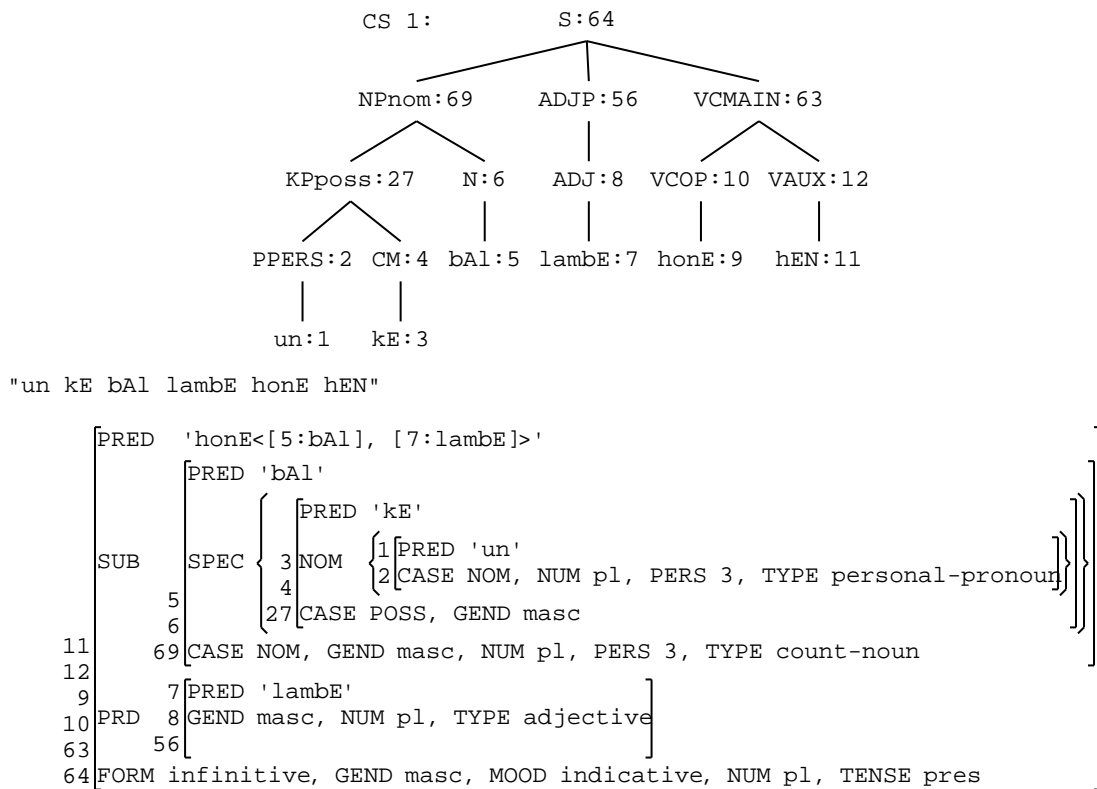 CS 1: S:64
NPnom:69 ADJP:56 VCMAIN:63
KPposs:27 N:6 ADJ:8 VCOP:10 VAUX:12
PPERS:2 CM:4 bAl:5 lambE:7 honE:9 hEN:11
un:1 kE:3
"un kE bAl lambE honE hEN"
PRED 'honE<[5:bAl], [7:lambE]>'
PRED 'bAl'
PRED 'kE'
1 PRED 'un'
SUB SPEC 3 NOM
2 CASE NOM, NUM pl, PERS 3, TYPE personal-pronoun
4
5
27 CASE POSS, GEND masc
6
11
69 CASE NOM, GEND masc, NUM pl, PERS 3, TYPE count-noun
12
9 7 PRED 'lambE'
10 PRD 8 GEND masc, NUM pl, TYPE adjective
63 56
64 FORM infinitive, GEND masc, MOOD indicative, NUM pl, TENSE pres